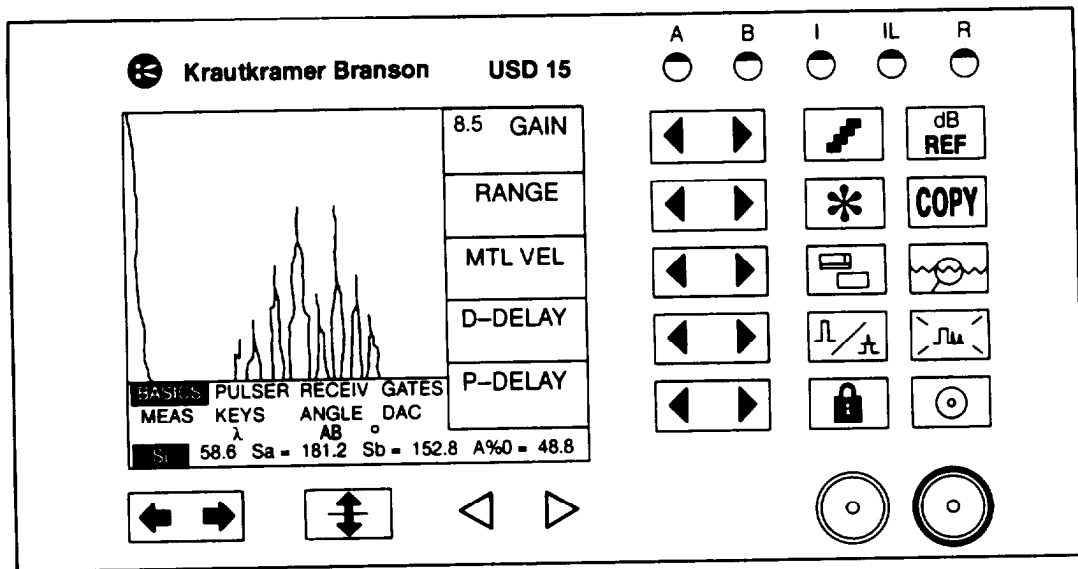 A B I IL R
Krautkramer Branson USD 15
8.5 GAIN
RANGE
MTL VEL
D–DELAY
P–DELAY
dB
REF
COPY
BASICS PULSER RECEIV GATES
MEAS KEYS ANGLE DAC
λ AB °
58.6 Sa = 181.2 Sb = 152.8 A%0 = 48.8